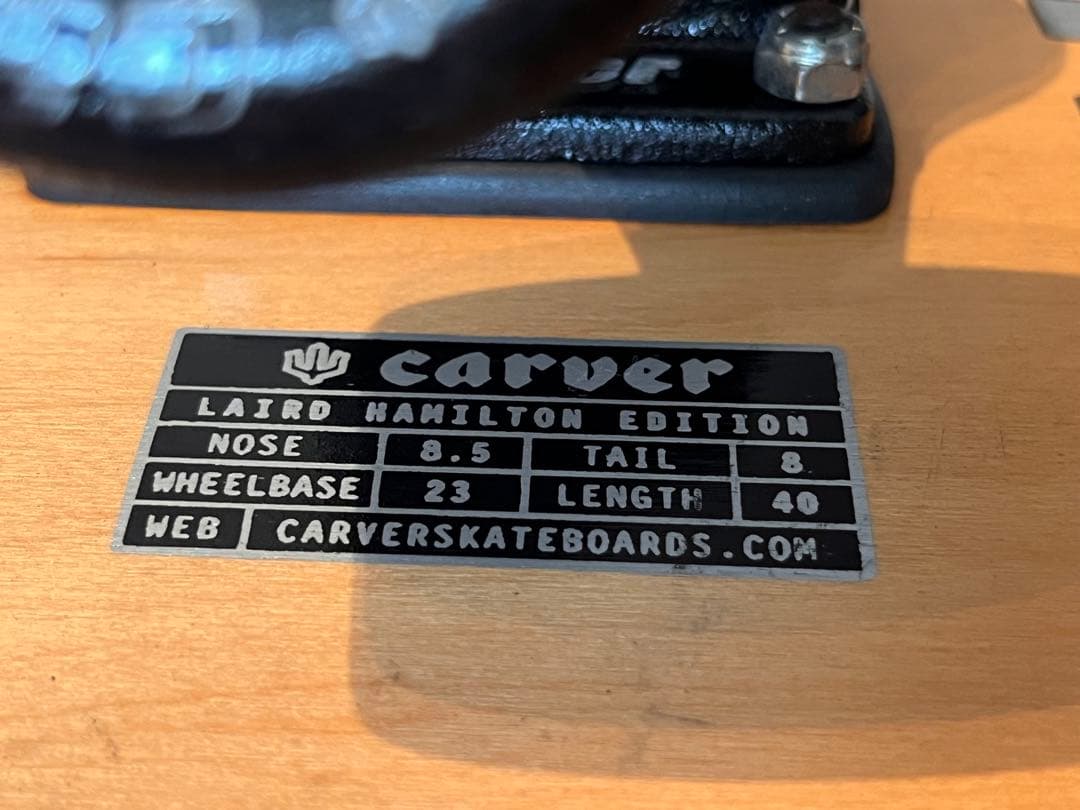 carver
LAIRD HAMILTON EDITION
NOSE 8.5 TAIL 8
WHEELBASE 23 LENGTH 40
WEB CARVERSKATEBOARDS.COM